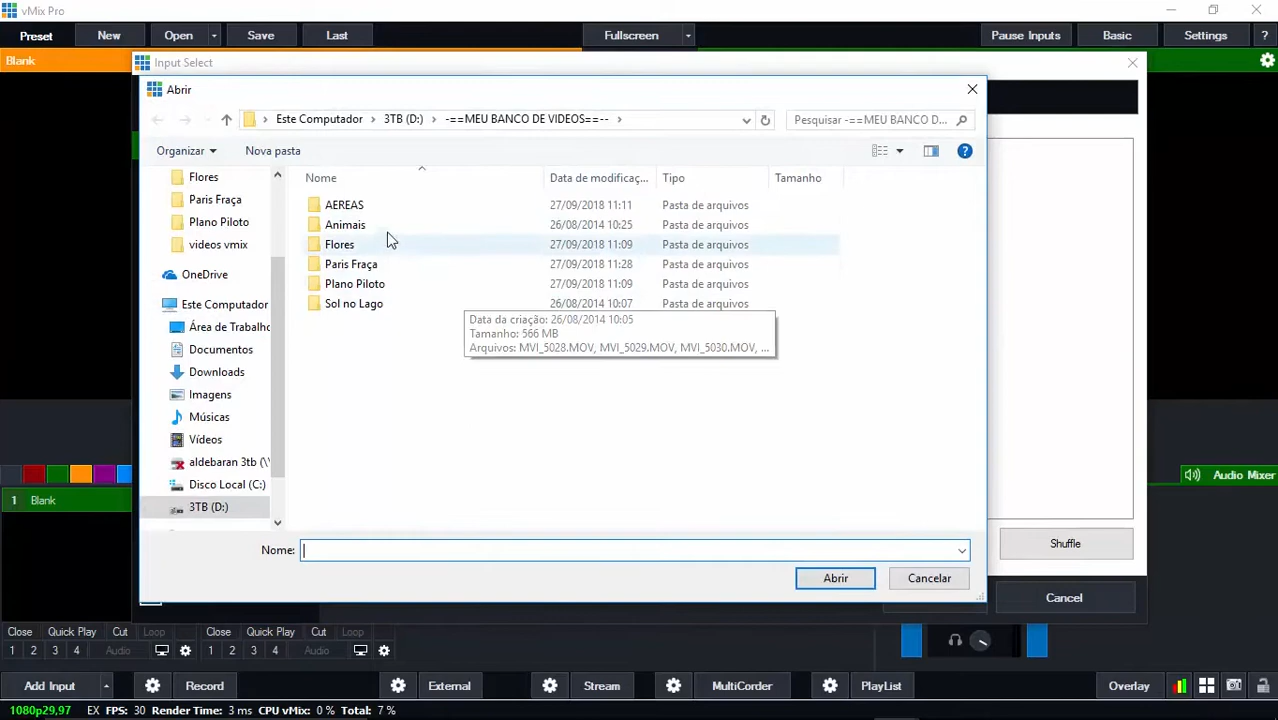 vMix Pro
Preset New Open Save Last Fullscreen Pause Inputs Basic Settings ?
Blank
Input Select
Abrir
Este Computador > 3TB (D:) > -==MEU BANCO DE VIDEOS==-- >
Pesquisar -==MEU BANCO D...
Organizar Nova pasta
Nome Data de modificaç... Tipo Tamanho
AEREAS 27/09/2018 11:11 Pasta de arquivos
Animais 26/08/2014 10:25 Pasta de arquivos
Flores 27/09/2018 11:09 Pasta de arquivos
Paris Fraça 27/09/2018 11:28 Pasta de arquivos
Plano Piloto 27/09/2018 11:09 Pasta de arquivos
Sol no Lago 26/08/2014 10:07 Pasta de arquivos
Data da criação: 26/08/2014 10:05
Tamanho: 566 MB
Arquivos: MVI_5028.MOV, MVI_5029.MOV, MVI_5030.MOV, ...
Flores
Paris Fraça
Plano Piloto
videos vmix
OneDrive
Este Computador
Área de Trabalho
Documentos
Downloads
Imagens
Músicas
Vídeos
aldebaran 3tb (\\
Disco Local (C:)
3TB (D:)
Nome:
Abrir Cancelar
1 Blank
Audio Mixer
Shuffle
Cancel
Close Quick Play Cut Loop Close Quick Play Cut Loop
1 2 3 4 Audio 1 2 3 4 Audio
Add Input Record External Stream MultiCorder PlayList Overlay
1080p29,97 EX FPS: 30 Render Time: 3 ms CPU vMix: 0 % Total: 7 %